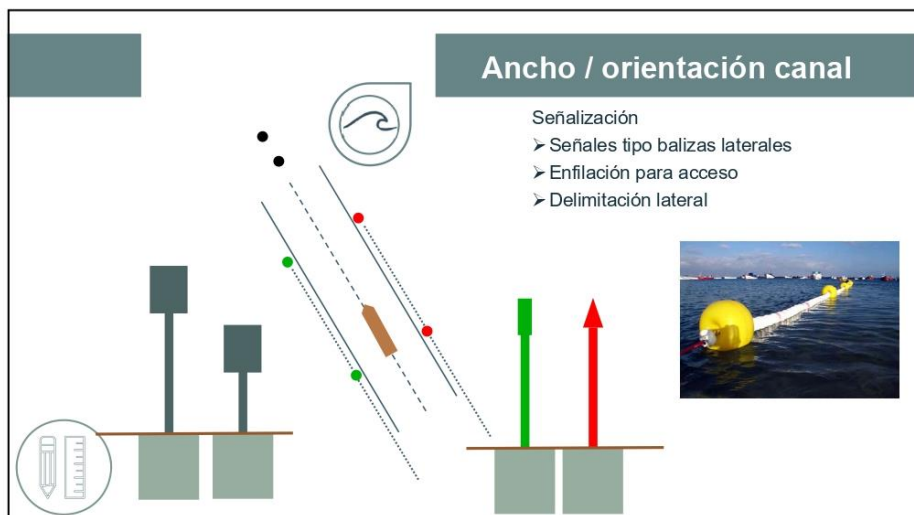 Ancho / orientación canal
Señalización
➢ Señales tipo balizas laterales
➢ Enfilación para acceso
➢ Delimitación lateral